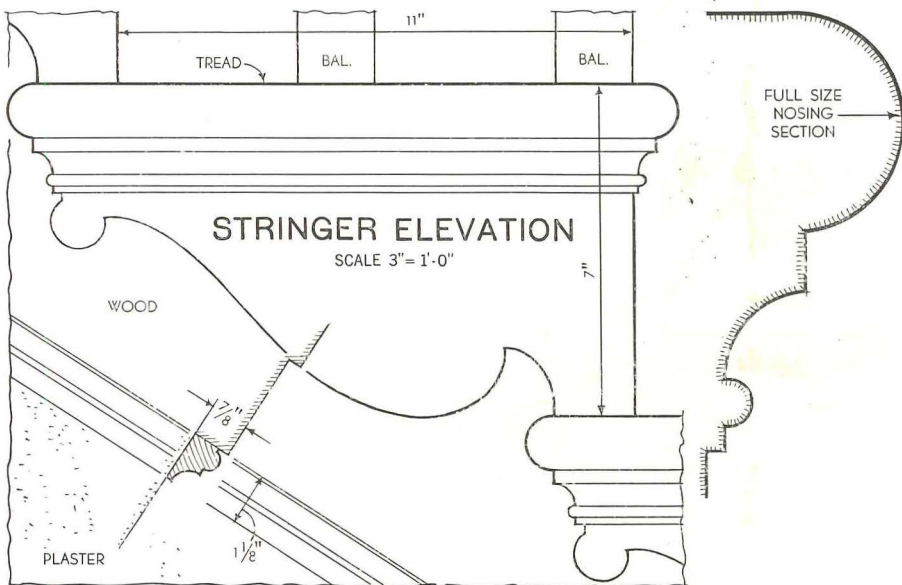 11"
TREAD
BAL.
BAL.
FULL SIZE
NOSING
SECTION
STRINGER ELEVATION
SCALE 3"= 1'-0"
7"
WOOD
7/8"
1 1/8"
PLASTER